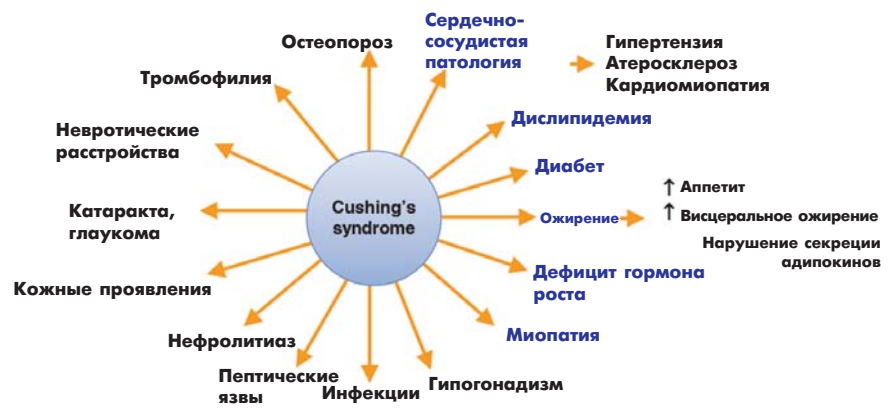 Остеопороз
Сердечно-
сосудистая
патология
Гипертензия
Атеросклероз
Кардиомиопатия
Тромбофилия
Дислипидемия
Невротические
расстройства
Диабет
↑ Аппетит
Cushing's
syndrome
Катаракта,
глаукома
Ожирение
↑ Висцеральное ожирение
Нарушение секреции
адипокинов
Дефицит гормона
роста
Кожные проявления
Миопатия
Нефролитиаз
Пептические
язвы
Инфекции
Гипогонадизм